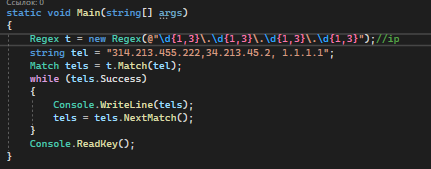 Ссылок: 0
static void Main(string[] args)
{
Regex t = new Regex(@"\d{1,3}\.\d{1,3}\.\d{1,3}\.\d{1,3}");//ip
string tel = "314.213.455.222,34.213.45.2, 1.1.1.1";
Match tels = t.Match(tel);
while (tels.Success)
{
Console.WriteLine(tels);
tels = tels.NextMatch();
}
Console.ReadKey();
}